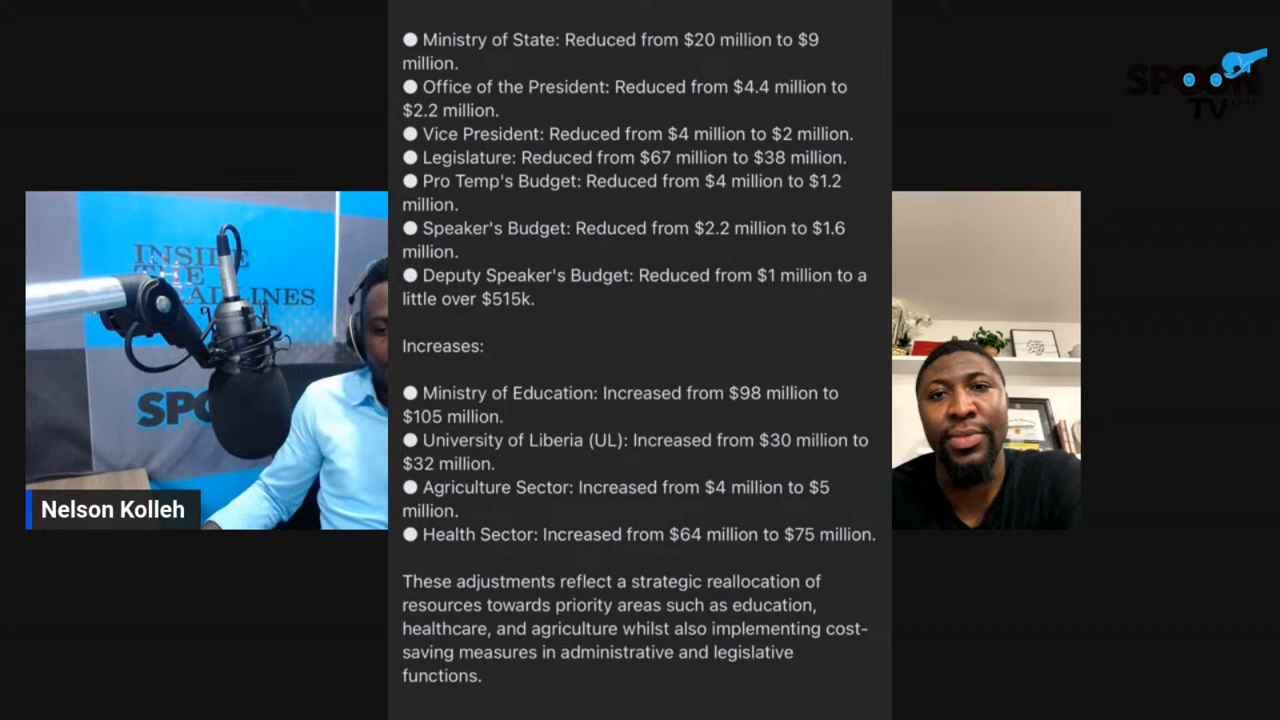 ● Ministry of State: Reduced from $20 million to $9
million.
● Office of the President: Reduced from $4.4 million to
$2.2 million.
● Vice President: Reduced from $4 million to $2 million.
● Legislature: Reduced from $67 million to $38 million.
● Pro Temp's Budget: Reduced from $4 million to $1.2
million.
● Speaker's Budget: Reduced from $2.2 million to $1.6
million.
● Deputy Speaker's Budget: Reduced from $1 million to a
little over $515k.
Increases:
● Ministry of Education: Increased from $98 million to
$105 million.
● University of Liberia (UL): Increased from $30 million to
$32 million.
● Agriculture Sector: Increased from $4 million to $5
million.
● Health Sector: Increased from $64 million to $75 million.
These adjustments reflect a strategic reallocation of
resources towards priority areas such as education,
healthcare, and agriculture whilst also implementing cost-
saving measures in administrative and legislative
functions.
SPOON
TV
INSIDE
THE
HEADLINES
SPO
Nelson Kolleh